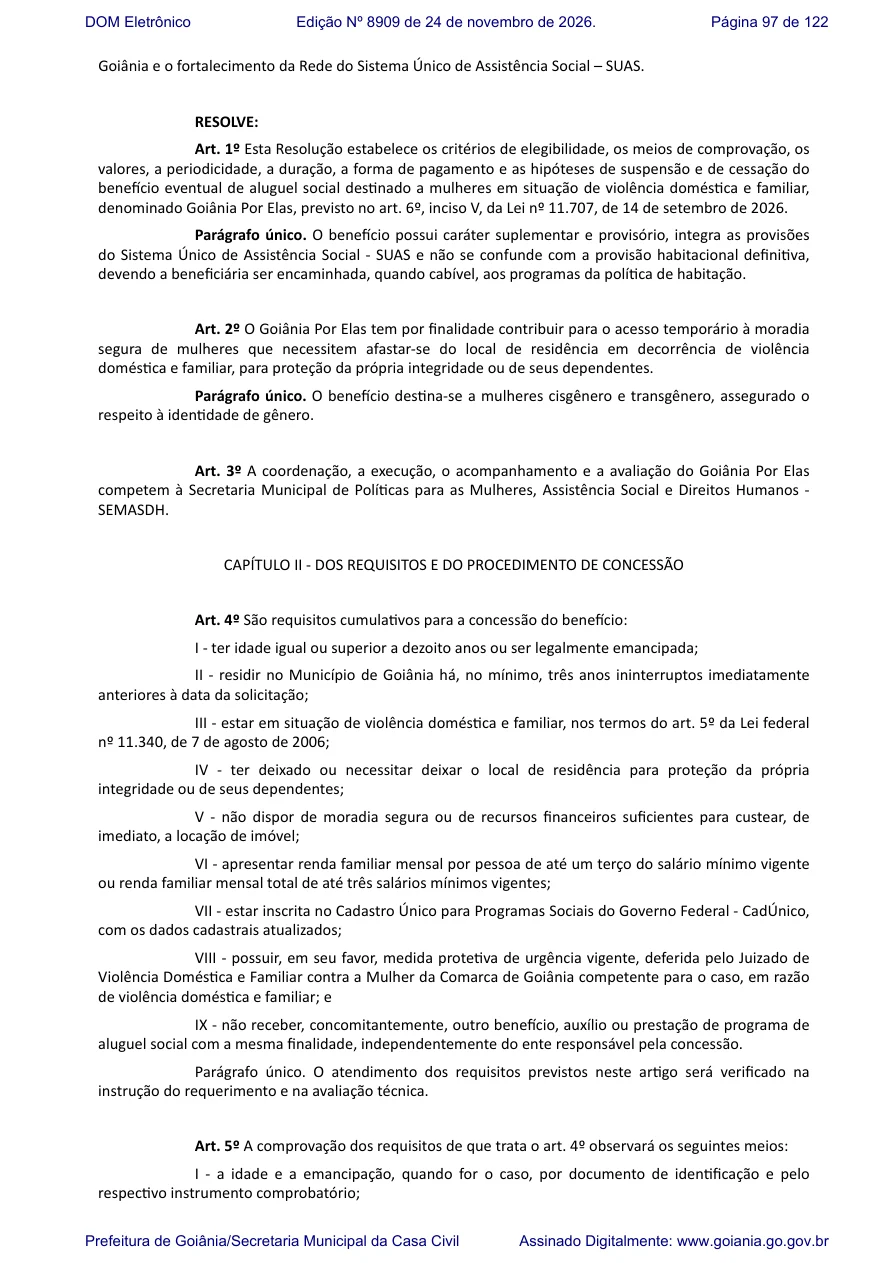 DOM Eletrônico Edição Nº 8909 de 24 de novembro de 2026. Página 97 de 122
Goiânia e o fortalecimento da Rede do Sistema Único de Assistência Social – SUAS.
RESOLVE:
Art. 1º Esta Resolução estabelece os critérios de elegibilidade, os meios de comprovação, os
valores, a periodicidade, a duração, a forma de pagamento e as hipóteses de suspensão e de cessação do
benefício eventual de aluguel social destinado a mulheres em situação de violência doméstica e familiar,
denominado Goiânia Por Elas, previsto no art. 6º, inciso V, da Lei nº 11.707, de 14 de setembro de 2026.
Parágrafo único. O benefício possui caráter suplementar e provisório, integra as provisões
do Sistema Único de Assistência Social - SUAS e não se confunde com a provisão habitacional definitiva,
devendo a beneficiária ser encaminhada, quando cabível, aos programas da política de habitação.
Art. 2º O Goiânia Por Elas tem por finalidade contribuir para o acesso temporário à moradia
segura de mulheres que necessitem afastar-se do local de residência em decorrência de violência
doméstica e familiar, para proteção da própria integridade ou de seus dependentes.
Parágrafo único. O benefício destina-se a mulheres cisgênero e transgênero, assegurado o
respeito à identidade de gênero.
Art. 3º A coordenação, a execução, o acompanhamento e a avaliação do Goiânia Por Elas
competem à Secretaria Municipal de Políticas para as Mulheres, Assistência Social e Direitos Humanos -
SEMASDH.
CAPÍTULO II - DOS REQUISITOS E DO PROCEDIMENTO DE CONCESSÃO
Art. 4º São requisitos cumulativos para a concessão do benefício:
I - ter idade igual ou superior a dezoito anos ou ser legalmente emancipada;
II - residir no Município de Goiânia há, no mínimo, três anos ininterruptos imediatamente
anteriores à data da solicitação;
III - estar em situação de violência doméstica e familiar, nos termos do art. 5º da Lei federal
nº 11.340, de 7 de agosto de 2006;
IV - ter deixado ou necessitar deixar o local de residência para proteção da própria
integridade ou de seus dependentes;
V - não dispor de moradia segura ou de recursos financeiros suficientes para custear, de
imediato, a locação de imóvel;
VI - apresentar renda familiar mensal por pessoa de até um terço do salário mínimo vigente
ou renda familiar mensal total de até três salários mínimos vigentes;
VII - estar inscrita no Cadastro Único para Programas Sociais do Governo Federal - CadÚnico,
com os dados cadastrais atualizados;
VIII - possuir, em seu favor, medida protetiva de urgência vigente, deferida pelo Juizado de
Violência Doméstica e Familiar contra a Mulher da Comarca de Goiânia competente para o caso, em razão
de violência doméstica e familiar; e
IX - não receber, concomitantemente, outro benefício, auxílio ou prestação de programa de
aluguel social com a mesma finalidade, independentemente do ente responsável pela concessão.
Parágrafo único. O atendimento dos requisitos previstos neste artigo será verificado na
instrução do requerimento e na avaliação técnica.
Art. 5º A comprovação dos requisitos de que trata o art. 4º observará os seguintes meios:
I - a idade e a emancipação, quando for o caso, por documento de identificação e pelo
respectivo instrumento comprobatório;
Prefeitura de Goiânia/Secretaria Municipal da Casa Civil Assinado Digitalmente: www.goiania.go.gov.br